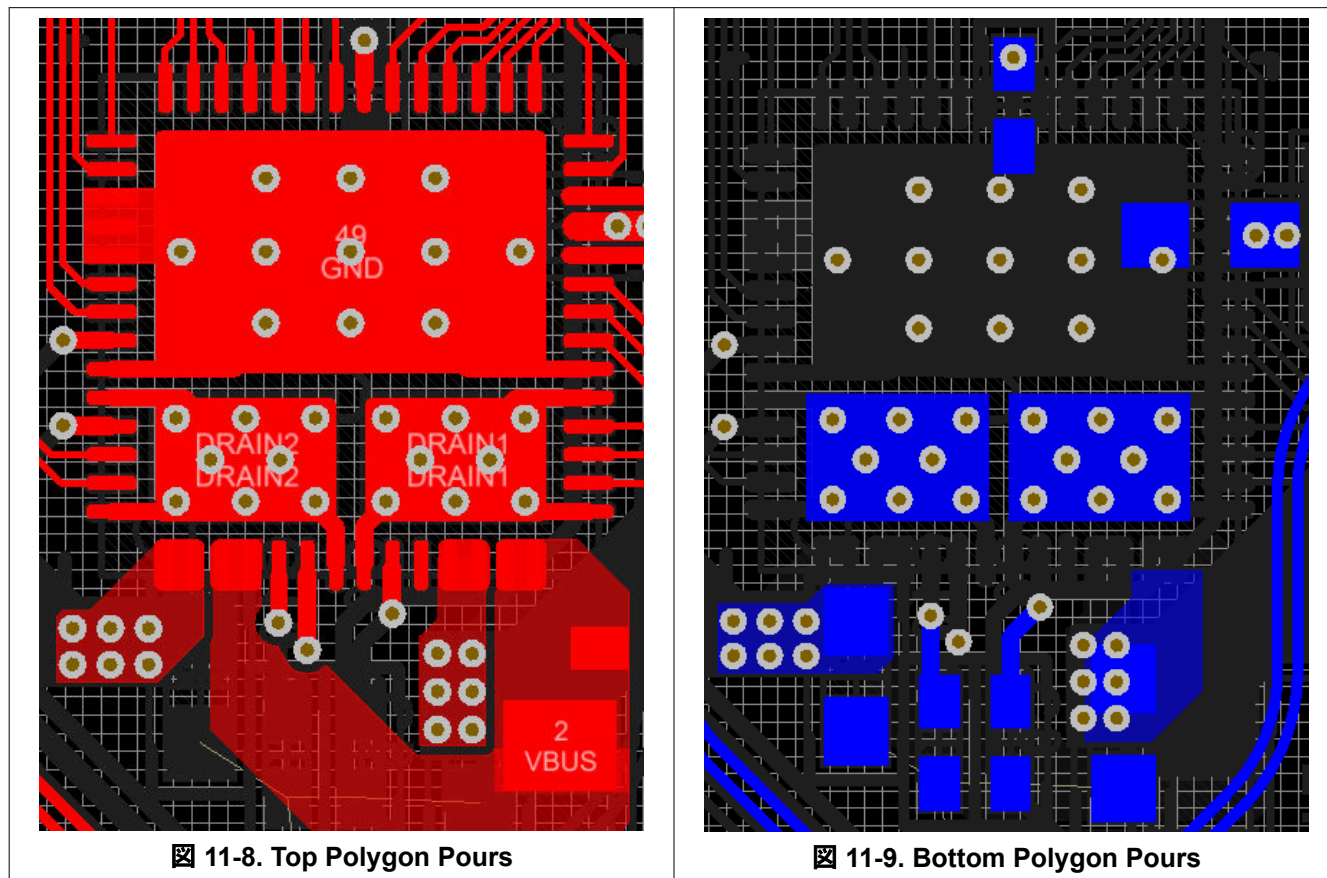 49
GND
DRAIN2
DRAIN2
DRAIN1
DRAIN1
2
VBUS
図 11-8. Top Polygon Pours
図 11-9. Bottom Polygon Pours